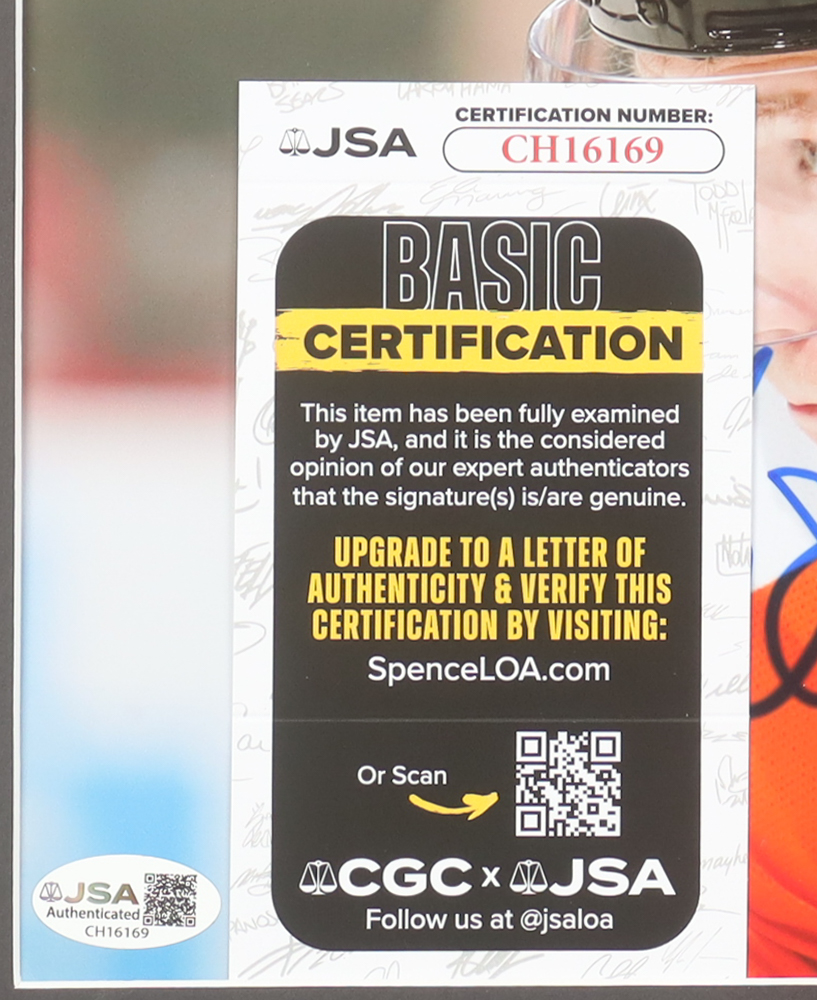 CERTIFICATION NUMBER:
JSA
CH16169
BASIC
CERTIFICATION
This item has been fully examined
by JSA, and it is the considered
opinion of our expert authenticators
that the signature(s) is/are genuine.
UPGRADE TO A LETTER OF
AUTHENTICITY & VERIFY THIS
CERTIFICATION BY VISITING:
SpenceLOA.com
Or Scan
CGC x JSA
Follow us at @jsaloa
JSA
Authenticated
CH16169